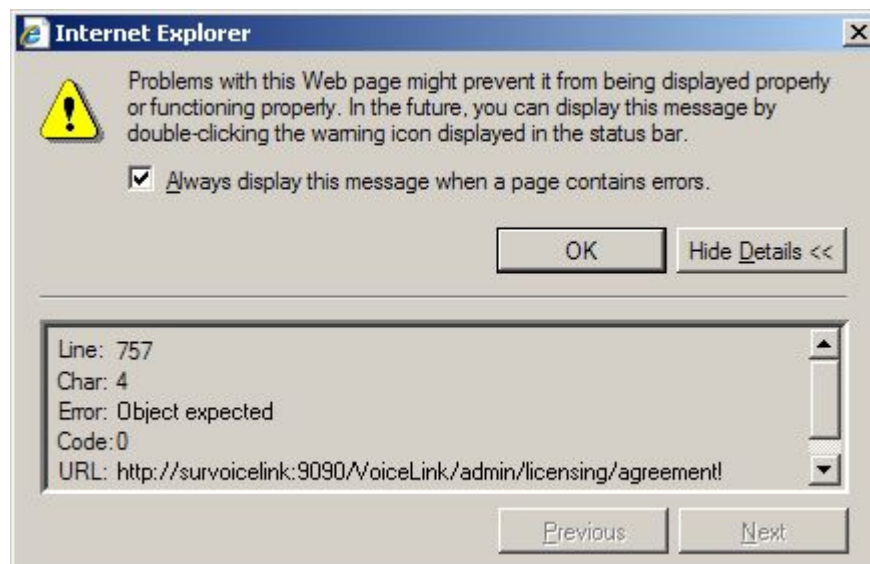 Internet Explorer
Problems with this Web page might prevent it from being displayed properly
or functioning properly. In the future, you can display this message by
double-clicking the warning icon displayed in the status bar.
Always display this message when a page contains errors.
OK
Hide Details <<
Line: 757
Char: 4
Error: Object expected
Code:0
URL: http://survoicelink:9090/VoiceLink/admin/licensing/agreement!
Previous
Next